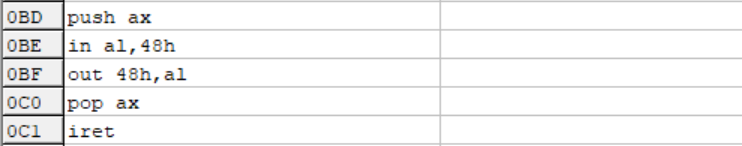 0BD push ax
0BE in al,48h
0BF out 48h,al
0C0 pop ax
0C1 iret